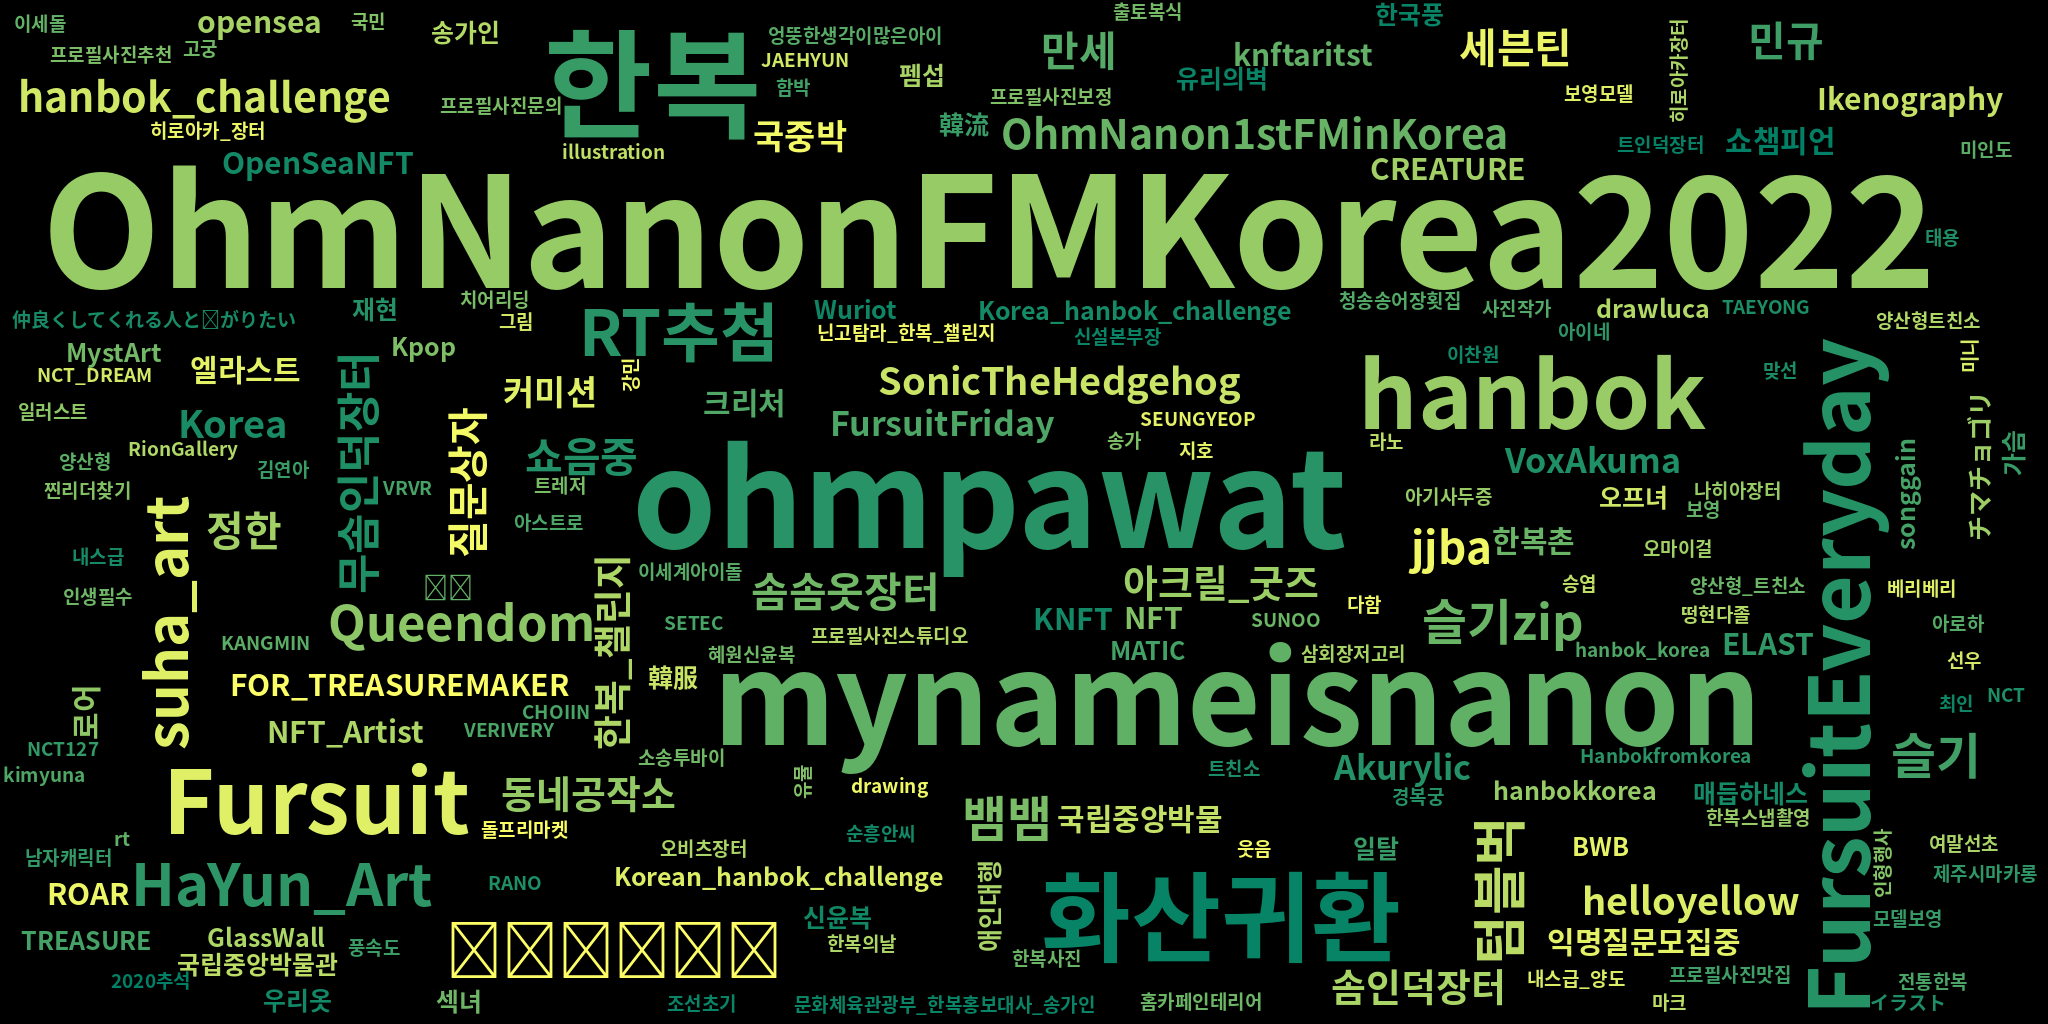 이세돌 opensea 국민 송가인 출토복식 한국풍
프로필사진추천 고궁 한복 엉뚱한생각이많은아이 만세 knftaritst 세븐틴 히로아카장터 민규
JAEHYUN 펨섭 유리의벽
hanbok_challenge 프로필사진문의 함박 프로필사진보정 보영모델 Ikenography
히로아카_장터 국중박 韓流 OhmNanon1stFMinKorea 트인덕장터 쇼챔피언 미인도
OpenSeaNFT illustration CREATURE
OhmNanonFMKorea2022 태용
仲良くしてくれる人と がりたい 재현 치어리딩 그림 RT추첨 Wuriot Korea_hanbok_challenge 청송송어장횟집 사진작가 drawluca TAEYONG 양산형트친소
닌고탐라_한복_챌린지 신설본부장 아이네
MystArt Kpop 이찬원 미니
NCT_DREAM 엘라스트 커미션 강민 SonicTheHedgehog hanbok 맞선
일러스트 Korea 무솜인덕장터 질문상자 크리처 FursuitFriday SEUNGYEOP FursuitEveryday チマチョゴリ
RionGallery 쇼음중 송가 지호 라노 songgain 가슴
양산형 김연아 VoxAkuma
찐리더찾기 VRVR 트레저 ohmpawat 아기사두증 오프녀 나히아장터
suha_art 정한 아스트로 보영
내스급 한복_챌린지 이세계아이돌 jjba 한복촌 오마이걸
인생필수 솜솜옷장터 아크릴_굿즈 승엽 양산형_트친소 베리베리
Queendom SETEC KNFT NFT SUNOO 다함 슬기zip 떵현다졸 아로하
KANGMIN 프로필사진스튜디오
혜원신윤복 MATIC 삼회장저고리 hanbok_korea ELAST 선우
FOR_TREASUREMAKER 韓服 mynameisnanon
로어 CHOIIN 최인 NCT
NFT_Artist VERIVERY
NCT127 소송투바이 트친소 Akurylic Hanbokfromkorea 슬기
kimyuna Fursuit 동네공작소 유물 drawing 경복궁 hanbokkorea 매듭하네스
돌프리마켓 순흥안씨 뱀뱀 국립중앙박물 한복스냅촬영
rt 텀블벅 인형행사
남자캐릭터 오비츠장터 웃음 일탈 BWB 여말선초
ROAR HaYun_Art RANO Korean_hanbok_challenge 애인대행 화산귀환 helloyellow 제주시마카롱
신윤복 모델보영
TREASURE GlassWall 풍속도 한복의날 익명질문모집중
국립중앙박물관 한복사진
2020추석 솜인덕장터 내스급_양도 프로필사진맛집 전통한복
우리옷 섹녀 조선초기 문화체육관광부_한복홍보대사_송가인 홈카페인테리어 마크 イラスト